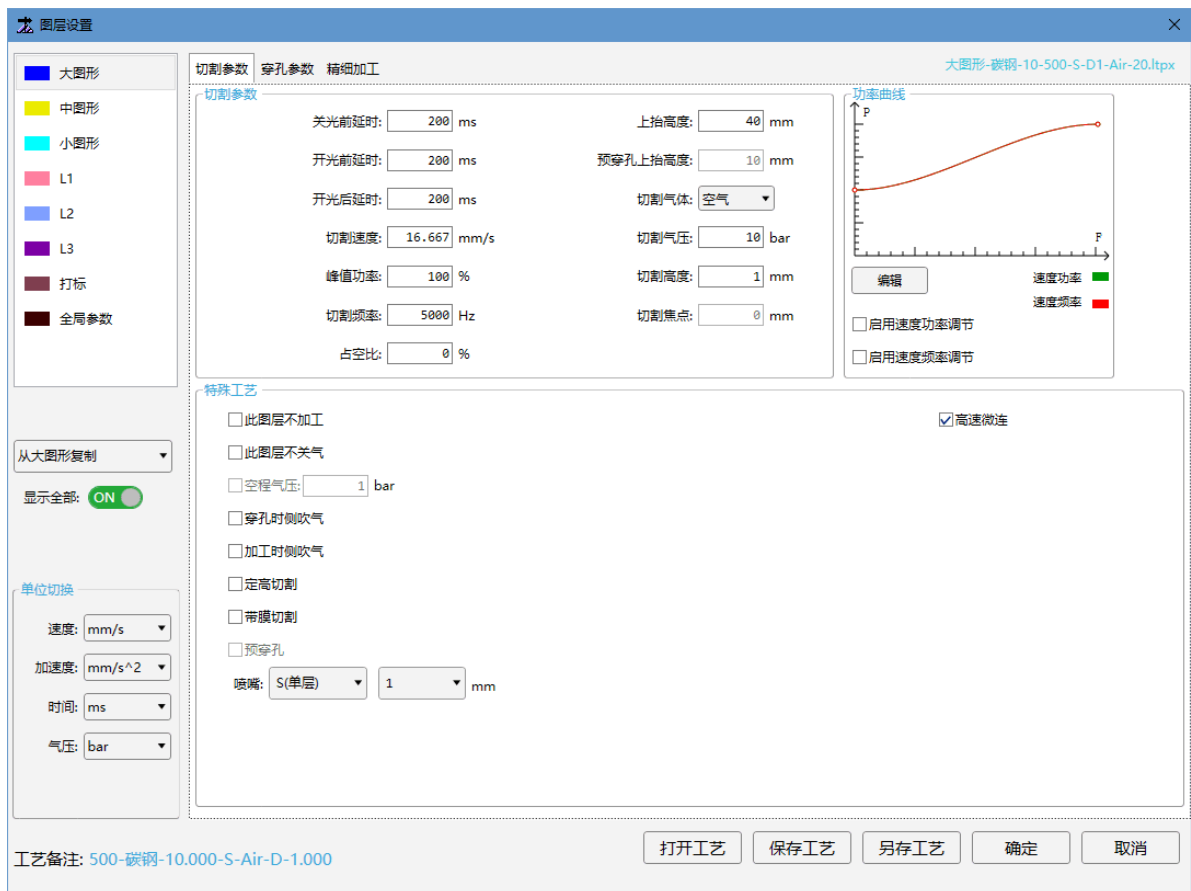 图层设置
大图形
中图形
小图形
L1
L2
L3
打标
全局参数
从大图形复制
显示全部: ON
单位切换
速度: mm/s
加速度: mm/s^2
时间: ms
气压: bar
切割参数 穿孔参数 精细加工
大图形-碳钢-10-500-S-D1-Air-20.ltpx
切割参数
关光前延时: 200 ms
开光前延时: 200 ms
开光后延时: 200 ms
切割速度: 16.667 mm/s
峰值功率: 100 %
切割频率: 5000 Hz
占空比: 0 %
上抬高度: 40 mm
预穿孔上抬高度: 10 mm
切割气体: 空气
切割气压: 10 bar
切割高度: 1 mm
切割焦点: 0 mm
功率曲线
P
F
编辑
速度功率
速度频率
启用速度功率调节
启用速度频率调节
特殊工艺
此图层不加工
高速微连
此图层不关气
空程气压: 1 bar
穿孔时侧吹气
加工时侧吹气
定高切割
带膜切割
预穿孔
喷嘴: S(单层) 1 mm
工艺备注: 500-碳钢-10.000-S-Air-D-1.000
打开工艺 保存工艺 另存工艺 确定 取消